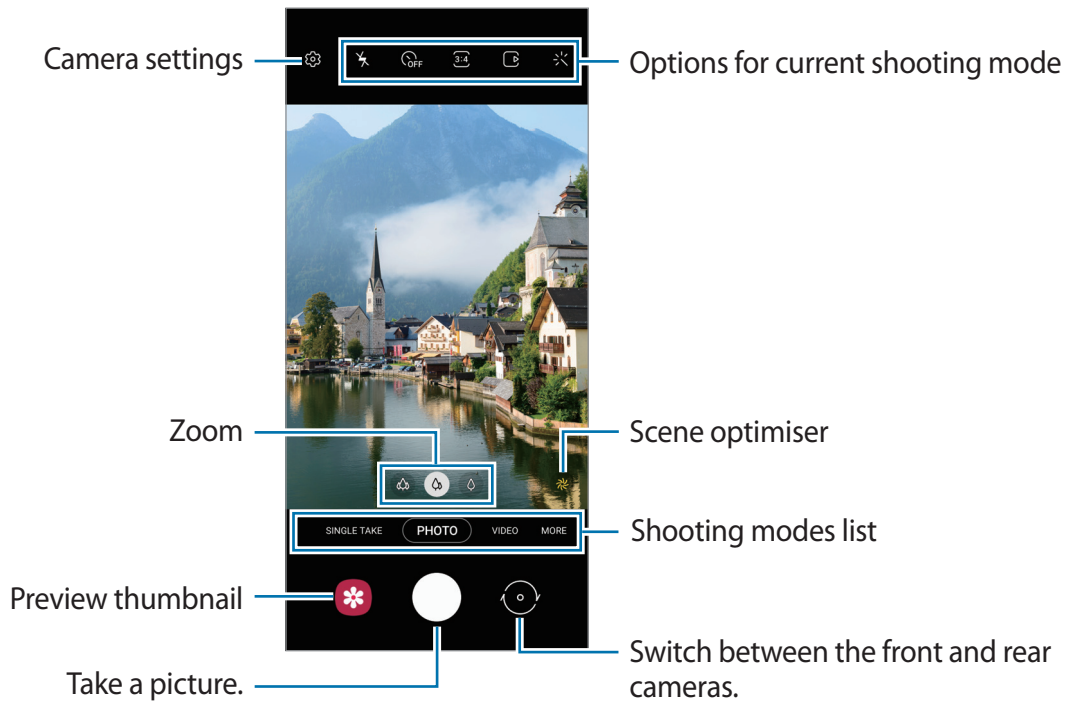 Camera settings
OFF
3:4
Options for current shooting mode
Zoom
Scene optimiser
SINGLE TAKE
PHOTO
VIDEO
MORE
Shooting modes list
Preview thumbnail
Take a picture.
Switch between the front and rear
cameras.